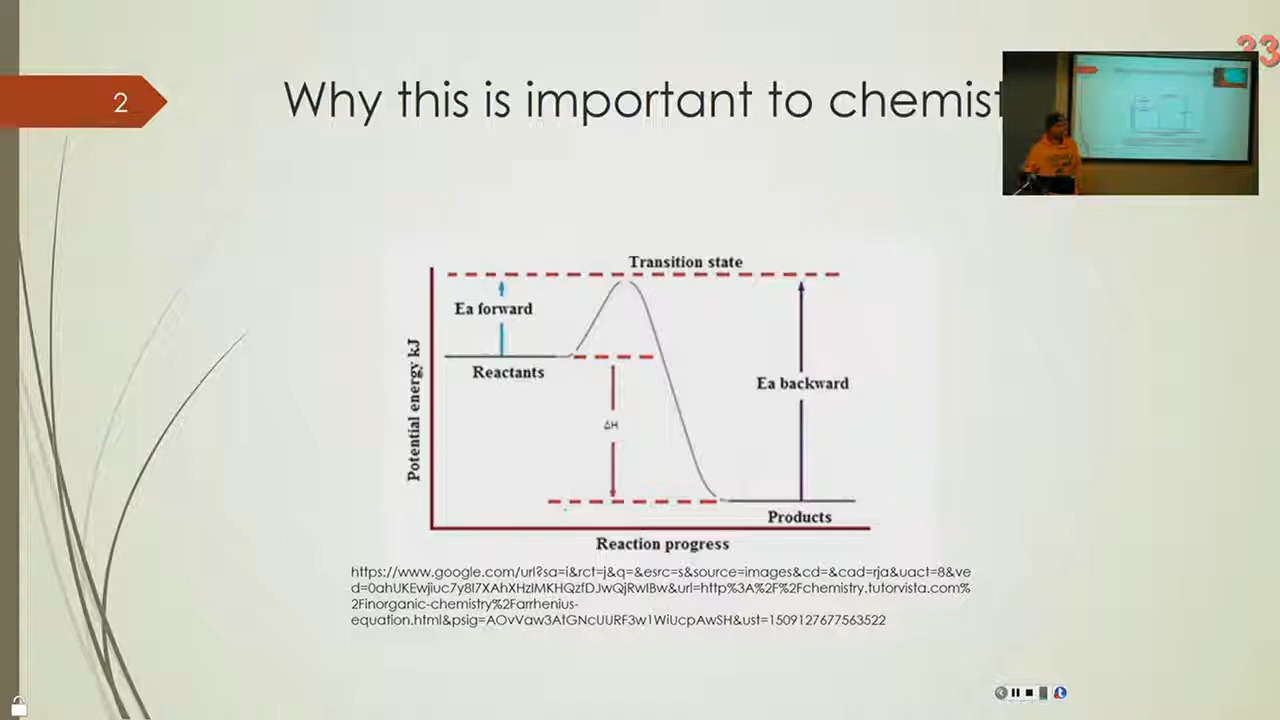 33
2
Why this is important to chemist
Transition state
Ea forward
Reactants
Ea backward
ΔH
Potential energy kJ
Products
Reaction progress
https://www.google.com/url?sa=i&rct=j&q=&esrc=s&source=images&cd=&cad=rja&uact=8&ve
d=0ahUKEwjiuc7y8I7XAhXHzIMKHQzfDJwQjRwIBw&url=http%3A%2F%2Fchemistry.tutorvista.com%
2Finorganic-chemistry%2Farrhenius-
equation.html&psig=AOvVaw3AtGNcUURF3w1WiUcpAwSH&ust=1509127677563522